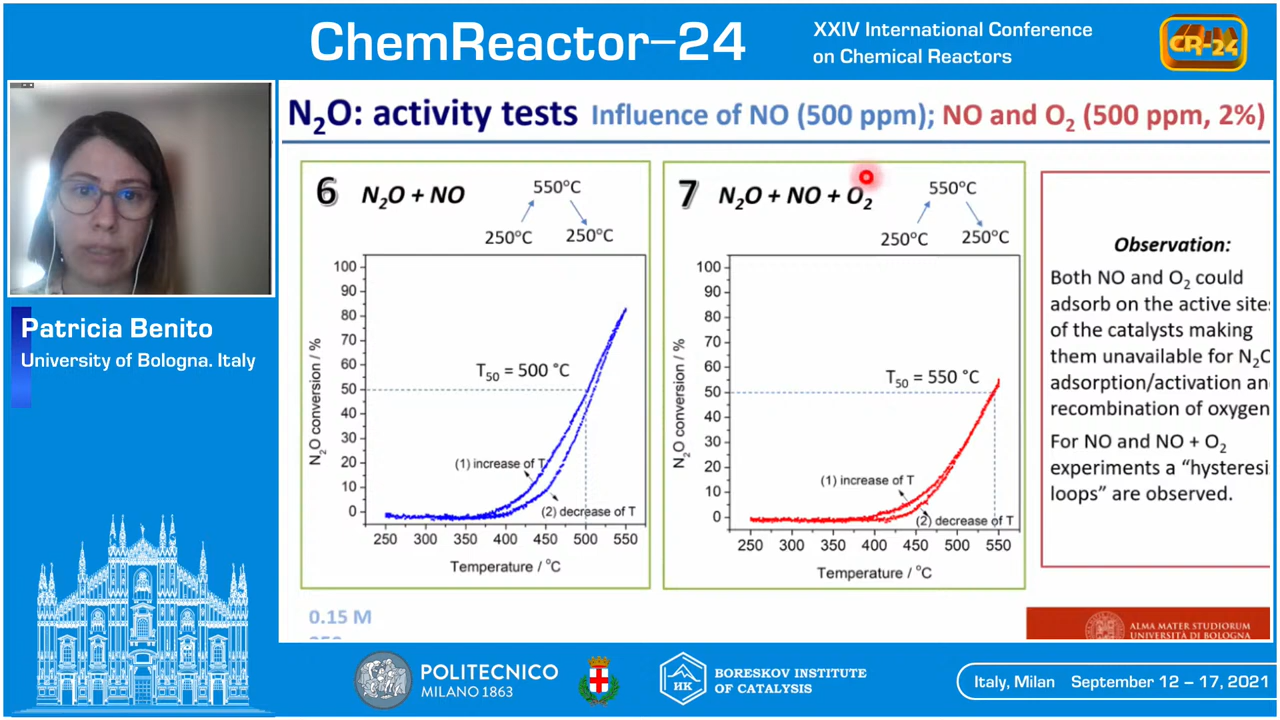 ChemReactor–24
XXIV International Conference
on Chemical Reactors
CR-24
N₂O: activity tests Influence of NO (500 ppm); NO and O₂ (500 ppm, 2%)
Patricia Benito
University of Bologna. Italy
6 N₂O + NO
550°C
250°C 250°C
100
90
80
70
60
50
40
30
20
10
0
N₂O conversion / %
T₅₀ = 500 °C
(1) increase of T
(2) decrease of T
250 300 350 400 450 500 550
Temperature / °C
7 N₂O + NO + O₂
550°C
250°C 250°C
100
90
80
70
60
50
40
30
20
10
0
N₂O conversion / %
T₅₀ = 550 °C
(1) increase of T
(2) decrease of T
250 300 350 400 450 500 550
Temperature / °C
Observation:
Both NO and O₂ could
adsorb on the active site
of the catalysts making
them unavailable for N₂O
adsorption/activation an
recombination of oxygen
For NO and NO + O₂
experiments a “hysteresi
loops” are observed.
0.15 M
ALMA MATER STUDIORUM
UNIVERSITÀ DI BOLOGNA
POLITECNICO
MILANO 1863
НК
BORESKOV INSTITUTE
OF CATALYSIS
Italy, Milan September 12 – 17, 2021